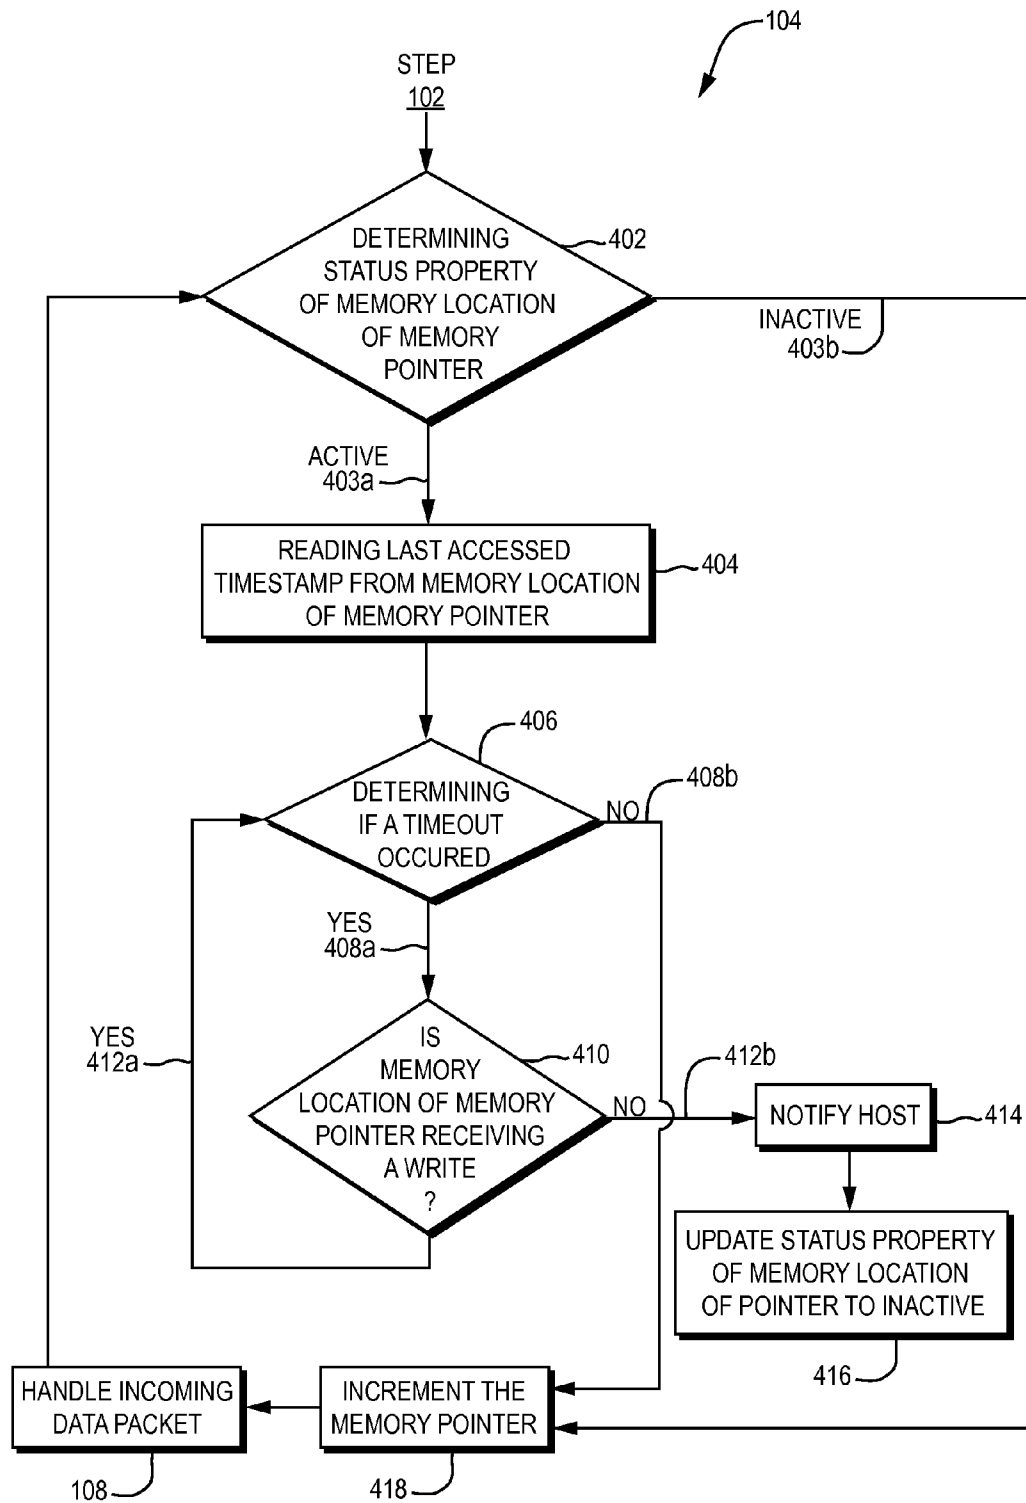 104
STEP
102
DETERMINING
STATUS PROPERTY
OF MEMORY LOCATION
OF MEMORY
POINTER
402
INACTIVE
403b
ACTIVE
403a
READING LAST ACCESSED
TIMESTAMP FROM MEMORY LOCATION
OF MEMORY POINTER
404
406
DETERMINING
IF A TIMEOUT
OCCURED
NO
408b
YES
408a
YES
412a
IS
MEMORY
LOCATION OF MEMORY
POINTER RECEIVING
A WRITE
?
410
NO
412b
NOTIFY HOST
414
UPDATE STATUS PROPERTY
OF MEMORY LOCATION
OF POINTER TO INACTIVE
416
HANDLE INCOMING
DATA PACKET
108
INCREMENT THE
MEMORY POINTER
418